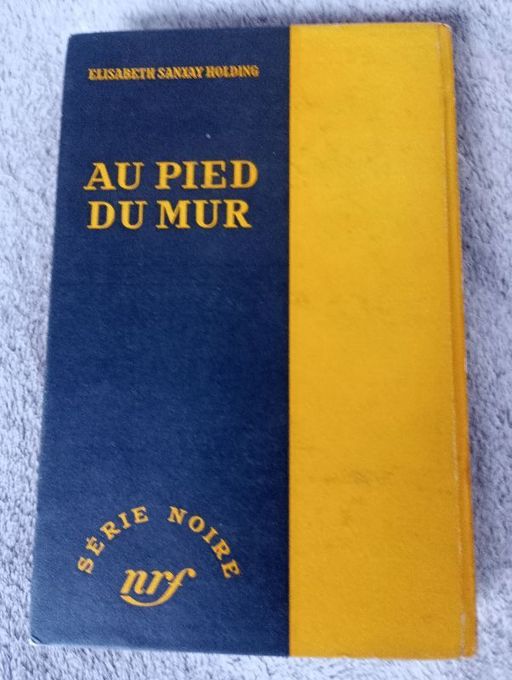 ELISABETH SANXAY HOLDING
AU PIED
DU MUR
SÉRIE NOIRE
nrf